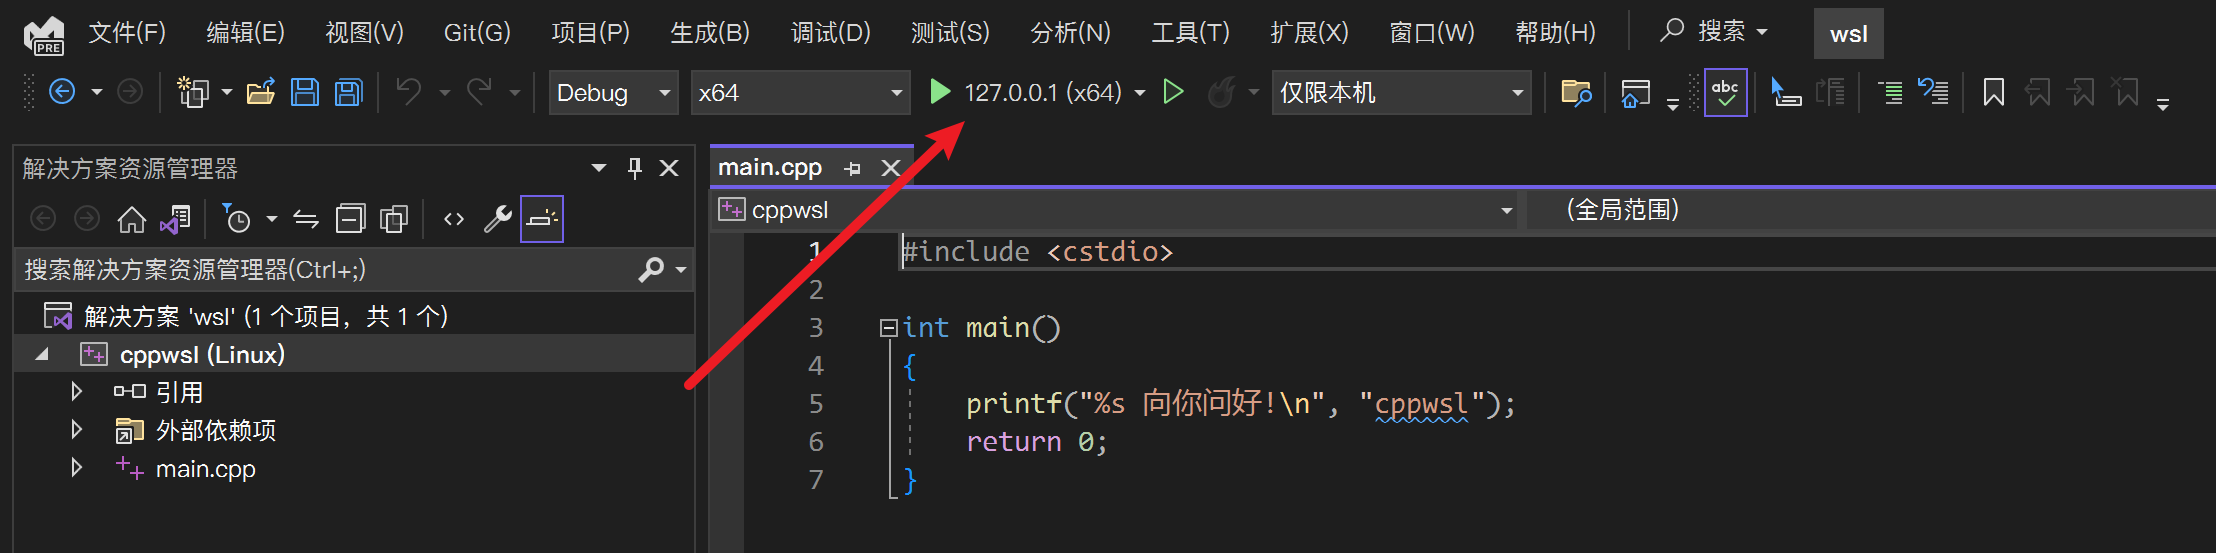 PRE 文件(F) 编辑(E) 视图(V) Git(G) 项目(P) 生成(B) 调试(D) 测试(S) 分析(N) 工具(T) 扩展(X) 窗口(W) 帮助(H) 搜索 wsl
Debug x64 127.0.0.1 (x64) 仅限本机 abc
解决方案资源管理器
搜索解决方案资源管理器(Ctrl+;)
解决方案 'wsl' (1 个项目，共 1 个)
cppwsl (Linux)
引用
外部依赖项
main.cpp
main.cpp
cppwsl (全局范围)
1 #include <cstdio>
2
3 int main()
4 {
5 printf("%s 向你问好!\n", "cppwsl");
6 return 0;
7 }